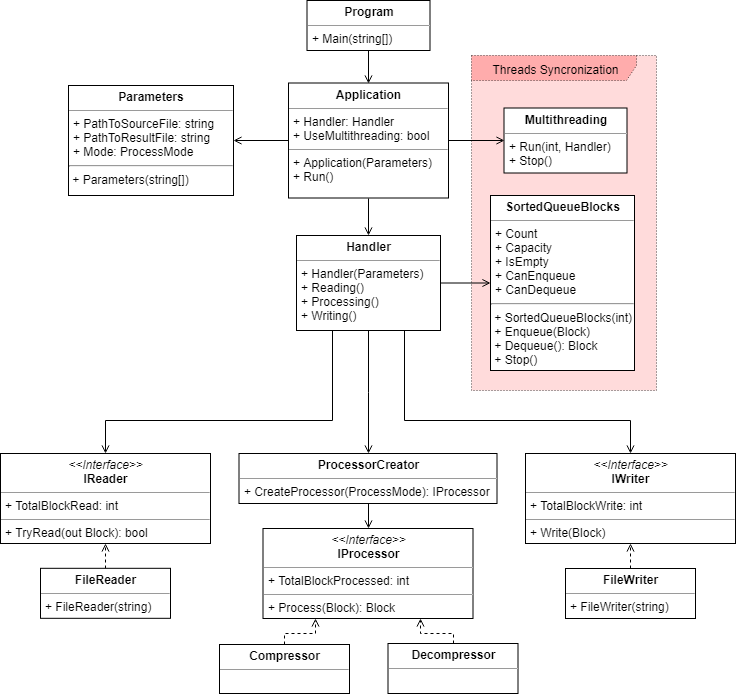 Program
+ Main(string[])
Threads Syncronization
Parameters
+ PathToSourceFile: string
+ PathToResultFile: string
+ Mode: ProcessMode
+ Parameters(string[])
Application
+ Handler: Handler
+ UseMultithreading: bool
+ Application(Parameters)
+ Run()
Multithreading
+ Run(int, Handler)
+ Stop()
SortedQueueBlocks
+ Count
+ Capacity
+ IsEmpty
+ CanEnqueue
+ CanDequeue
+ SortedQueueBlocks(int)
+ Enqueue(Block)
+ Dequeue(): Block
+ Stop()
Handler
+ Handler(Parameters)
+ Reading()
+ Processing()
+ Writing()
<<Interface>>
IReader
+ TotalBlockRead: int
+ TryRead(out Block): bool
ProcessorCreator
+ CreateProcessor(ProcessMode): IProcessor
<<Interface>>
IWriter
+ TotalBlockWrite: int
+ Write(Block)
<<Interface>>
IProcessor
+ TotalBlockProcessed: int
+ Process(Block): Block
FileReader
+ FileReader(string)
FileWriter
+ FileWriter(string)
Compressor
Decompressor